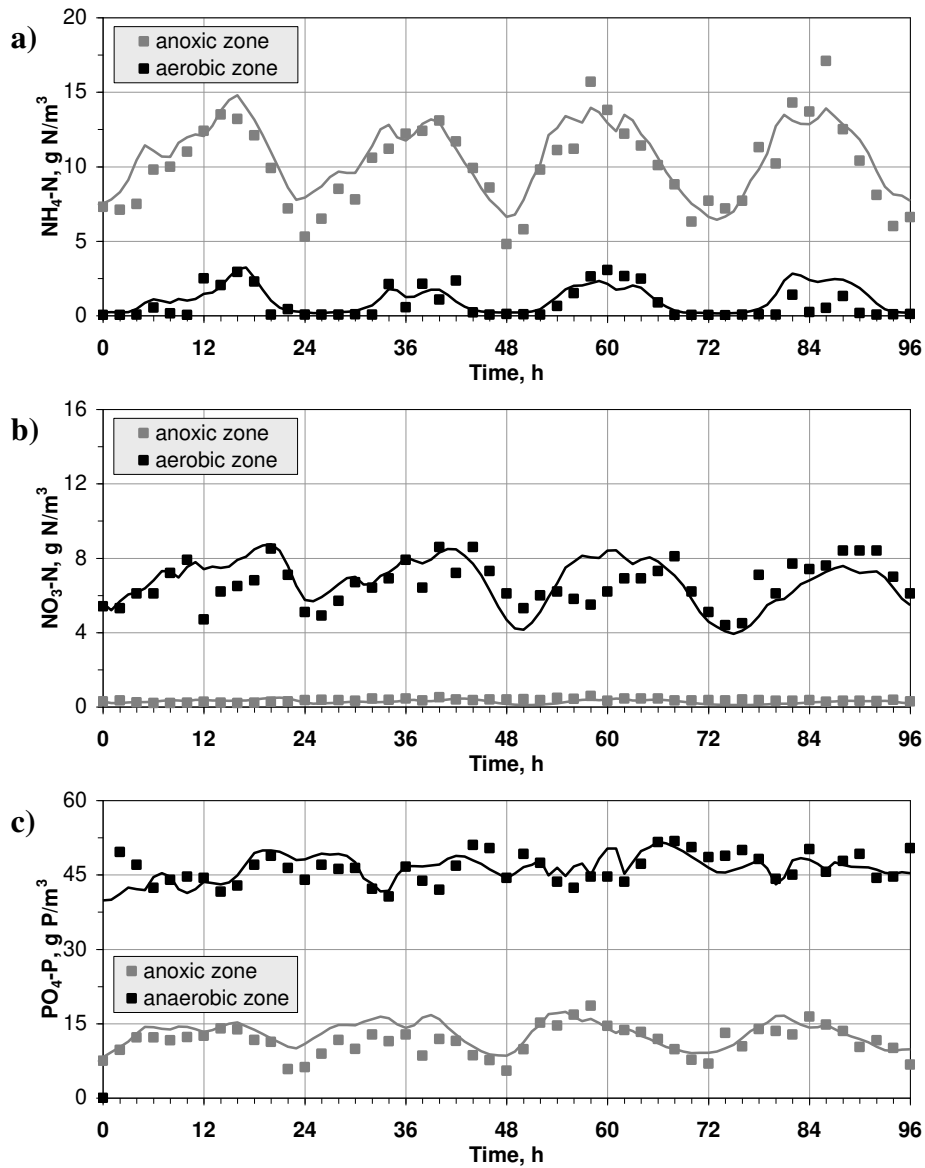 a)
20
15
10
5
0
NH₄-N, g N/m³
anoxic zone
aerobic zone
0 12 24 36 48 60 72 84 96
Time, h
b)
16
12
8
4
0
NO₃-N, g N/m³
anoxic zone
aerobic zone
0 12 24 36 48 60 72 84 96
Time, h
c)
60
45
30
15
0
PO₄-P, g P/m³
anoxic zone
anaerobic zone
0 12 24 36 48 60 72 84 96
Time, h